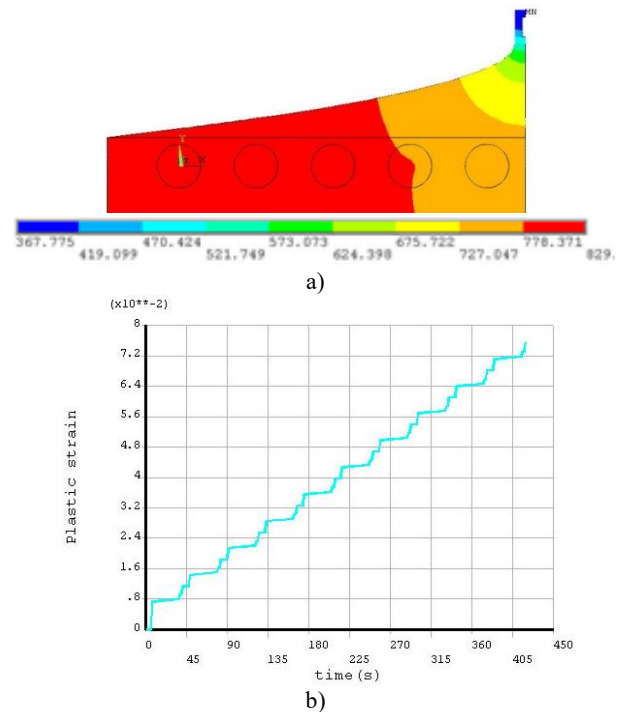 MN
Y
Z X
367.775 470.424 573.073 675.722 778.371
419.099 521.749 624.398 727.047 829.
a)
(x10**-2)
8
7.2
6.4
5.6
4.8
4
3.2
2.4
1.6
.8
0
Plastic strain
0 90 180 270 360 450
45 135 225 315 405
time(s)
b)